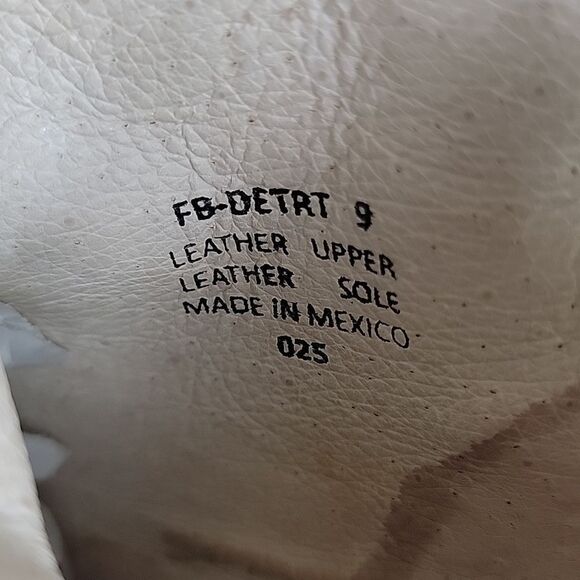 FB-DETRT 9
LEATHER UPPER
LEATHER SOLE
MADE IN MEXICO
025